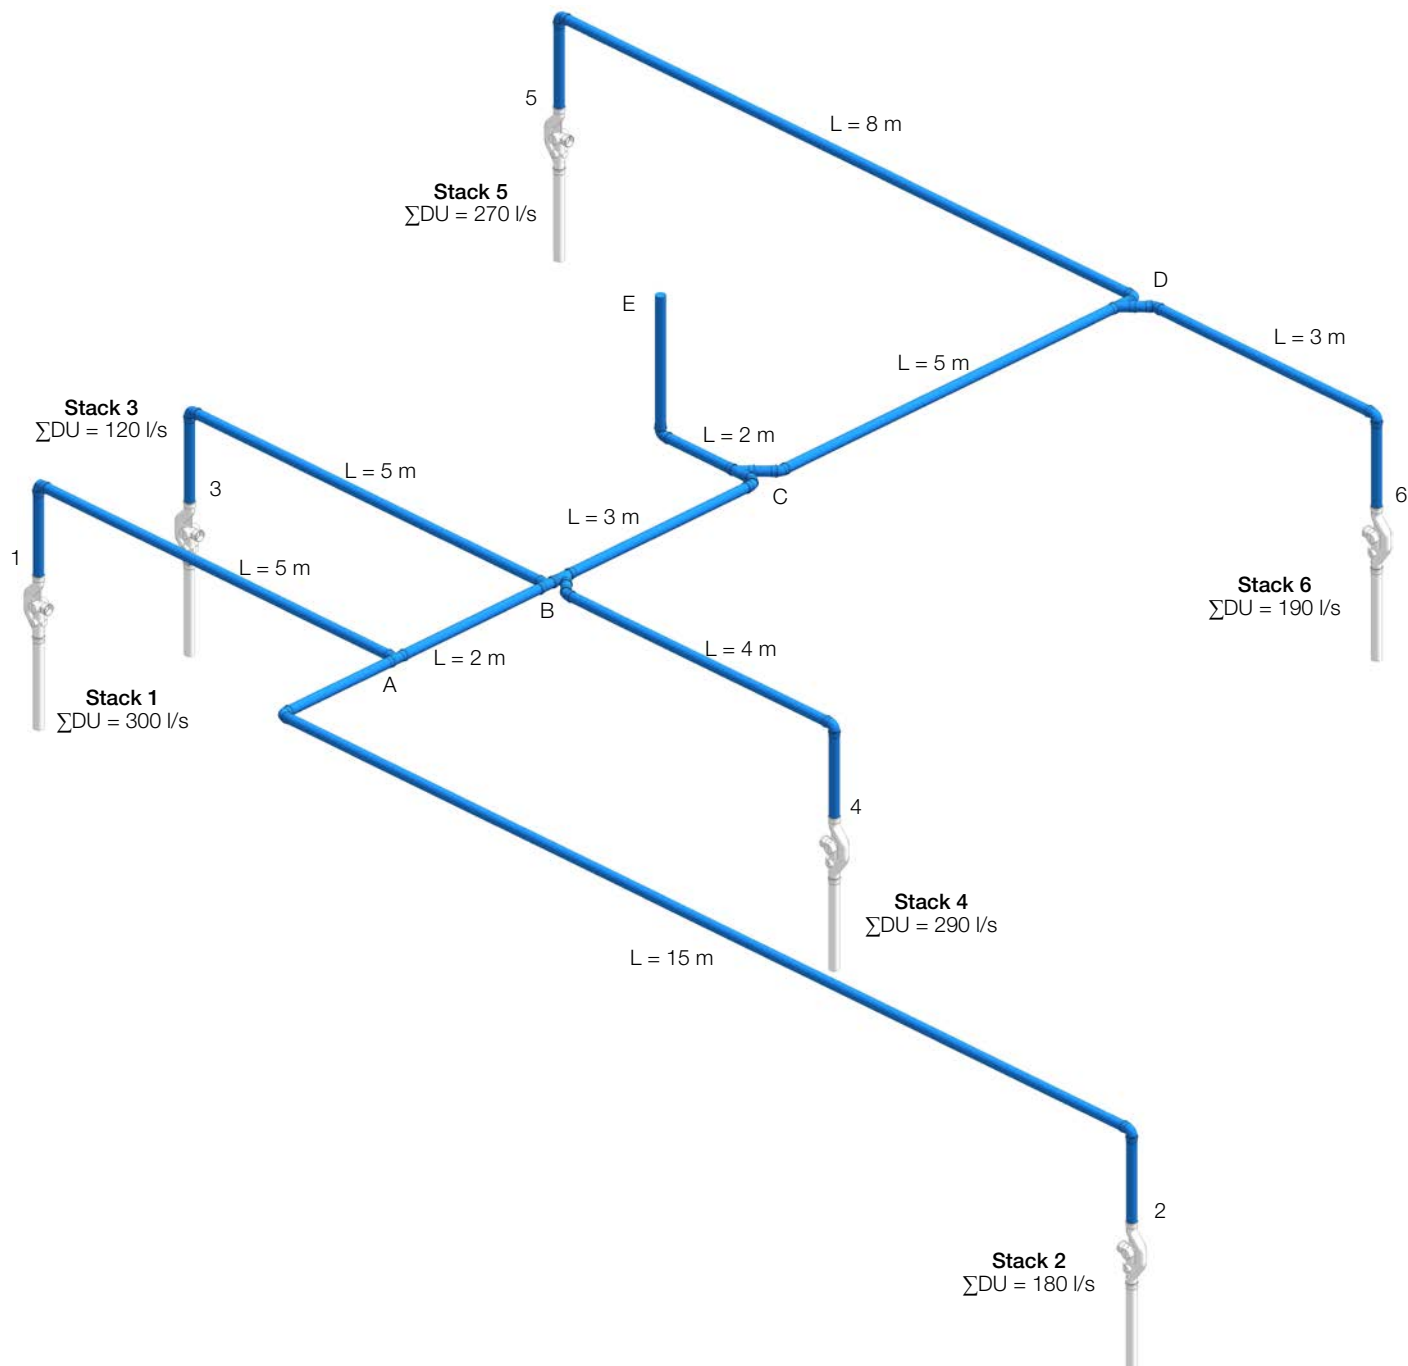 5
L = 8 m
Stack 5
∑DU = 270 l/s
D
E
L = 3 m
L = 5 m
Stack 3
∑DU = 120 l/s
L = 2 m
L = 5 m
3
C
6
L = 3 m
1
L = 5 m
B
Stack 6
∑DU = 190 l/s
L = 4 m
L = 2 m
A
Stack 1
∑DU = 300 l/s
4
Stack 4
∑DU = 290 l/s
L = 15 m
2
Stack 2
∑DU = 180 l/s